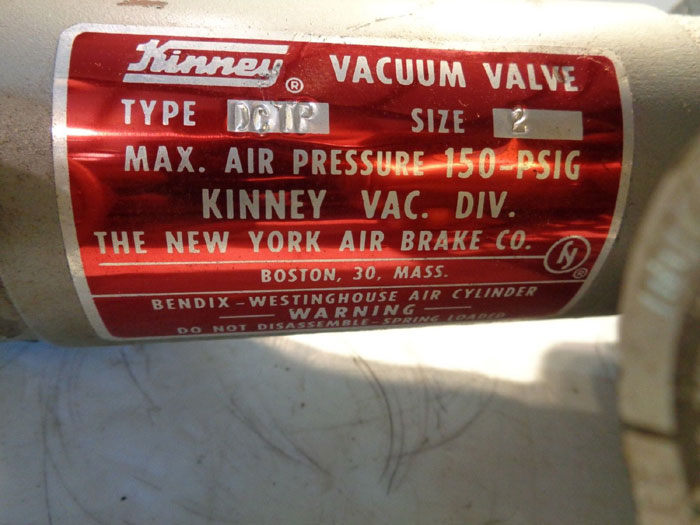 Kinney ® VACUUM VALVE
TYPE SIZE 2
MAX. AIR PRESSURE 150-PSIG
KINNEY VAC. DIV.
THE NEW YORK AIR BRAKE CO. ®
BOSTON, 30, MASS.
BENDIX-WESTINGHOUSE AIR CYLINDER
WARNING
DO NOT DISASSEMBLE-SPRING LOADED